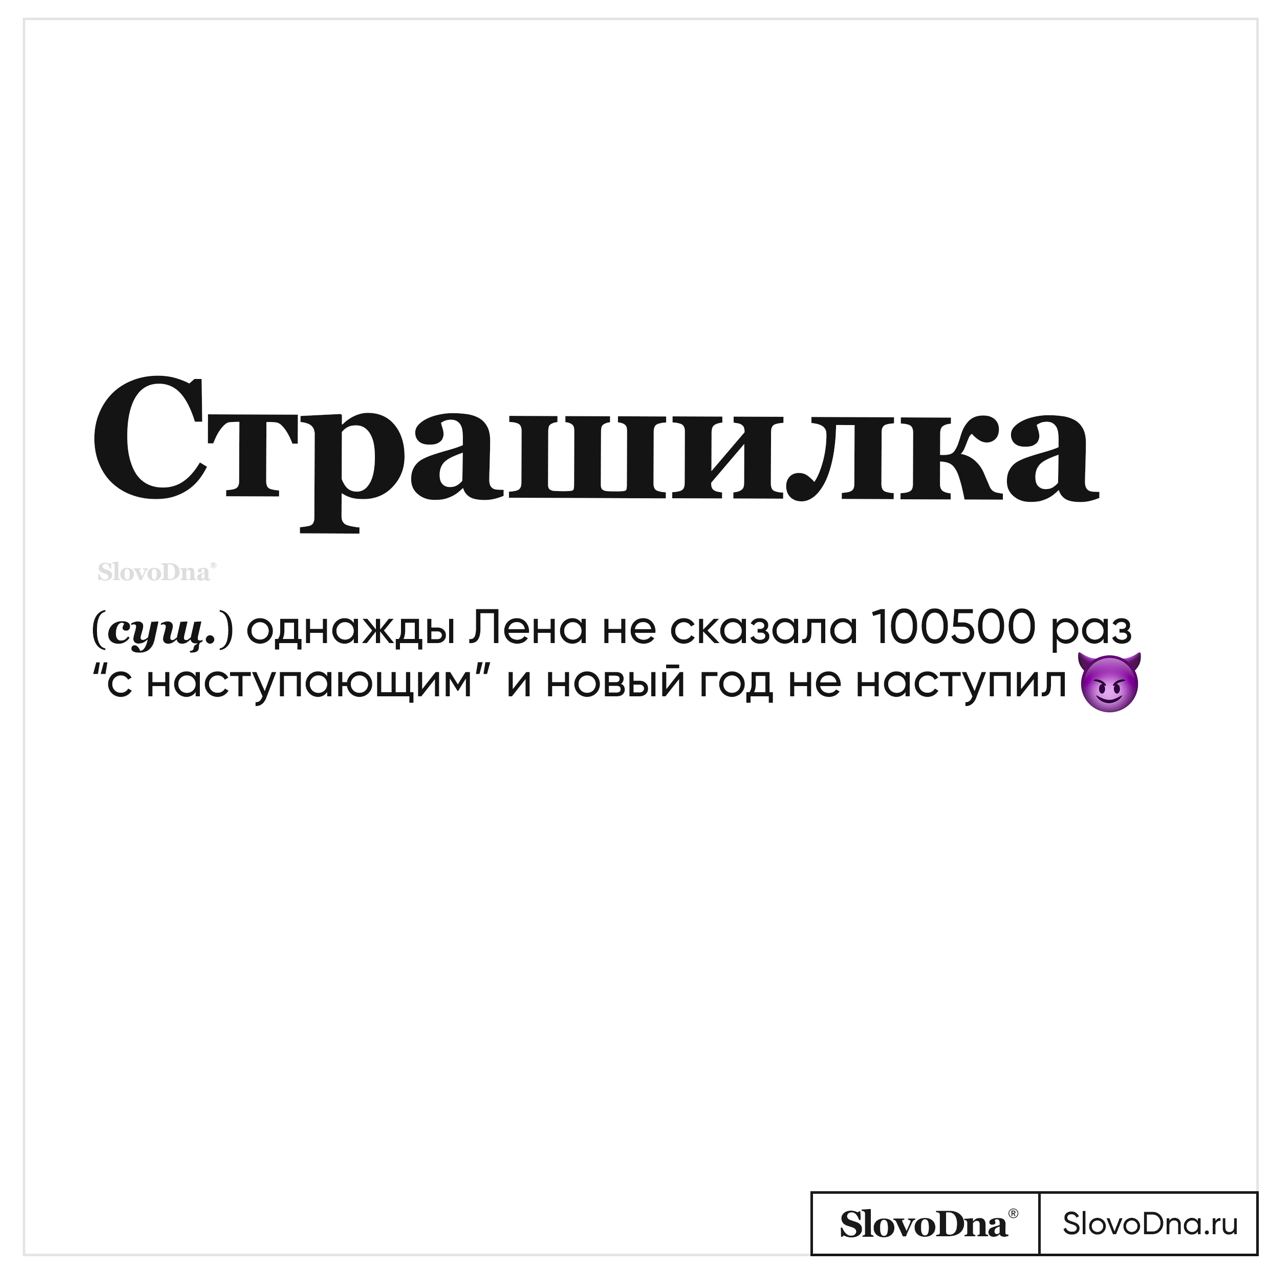 Страшилка
SlovoDna®
(сущ.) однажды Лена не сказала 100500 раз
“с наступающим” и новый год не наступил 😈
SlovoDna® SlovoDna.ru